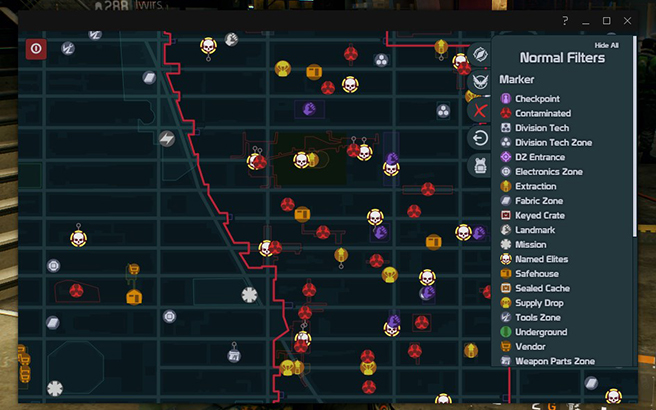 ?
Hide All
Normal Filters
Marker
Checkpoint
Contaminated
Division Tech
Division Tech Zone
DZ Entrance
Electronics Zone
Extraction
Fabric Zone
Keyed Crate
Landmark
Mission
Named Elites
Safehouse
Sealed Cache
Supply Drop
Tools Zone
Underground
Vendor
Weapon Parts Zone